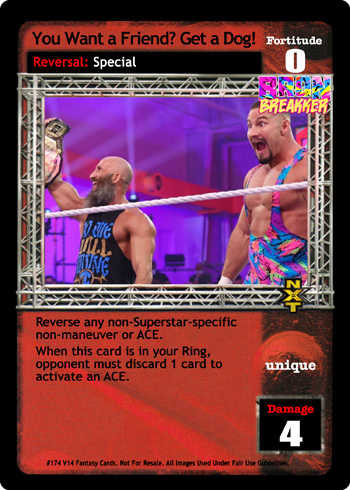 You Want a Friend? Get a Dog!
Fortitude
0
Reversal: Special
BRON
BREAKKER
NXT
Reverse any non-Superstar-specific
non-maneuver or ACE.
When this card is in your Ring,
opponent must discard 1 card to
activate an ACE.
unique
Damage
4
#174 V14 Fantasy Cards. Not For Resale. All Images Used Under Fair Use Guidelines.